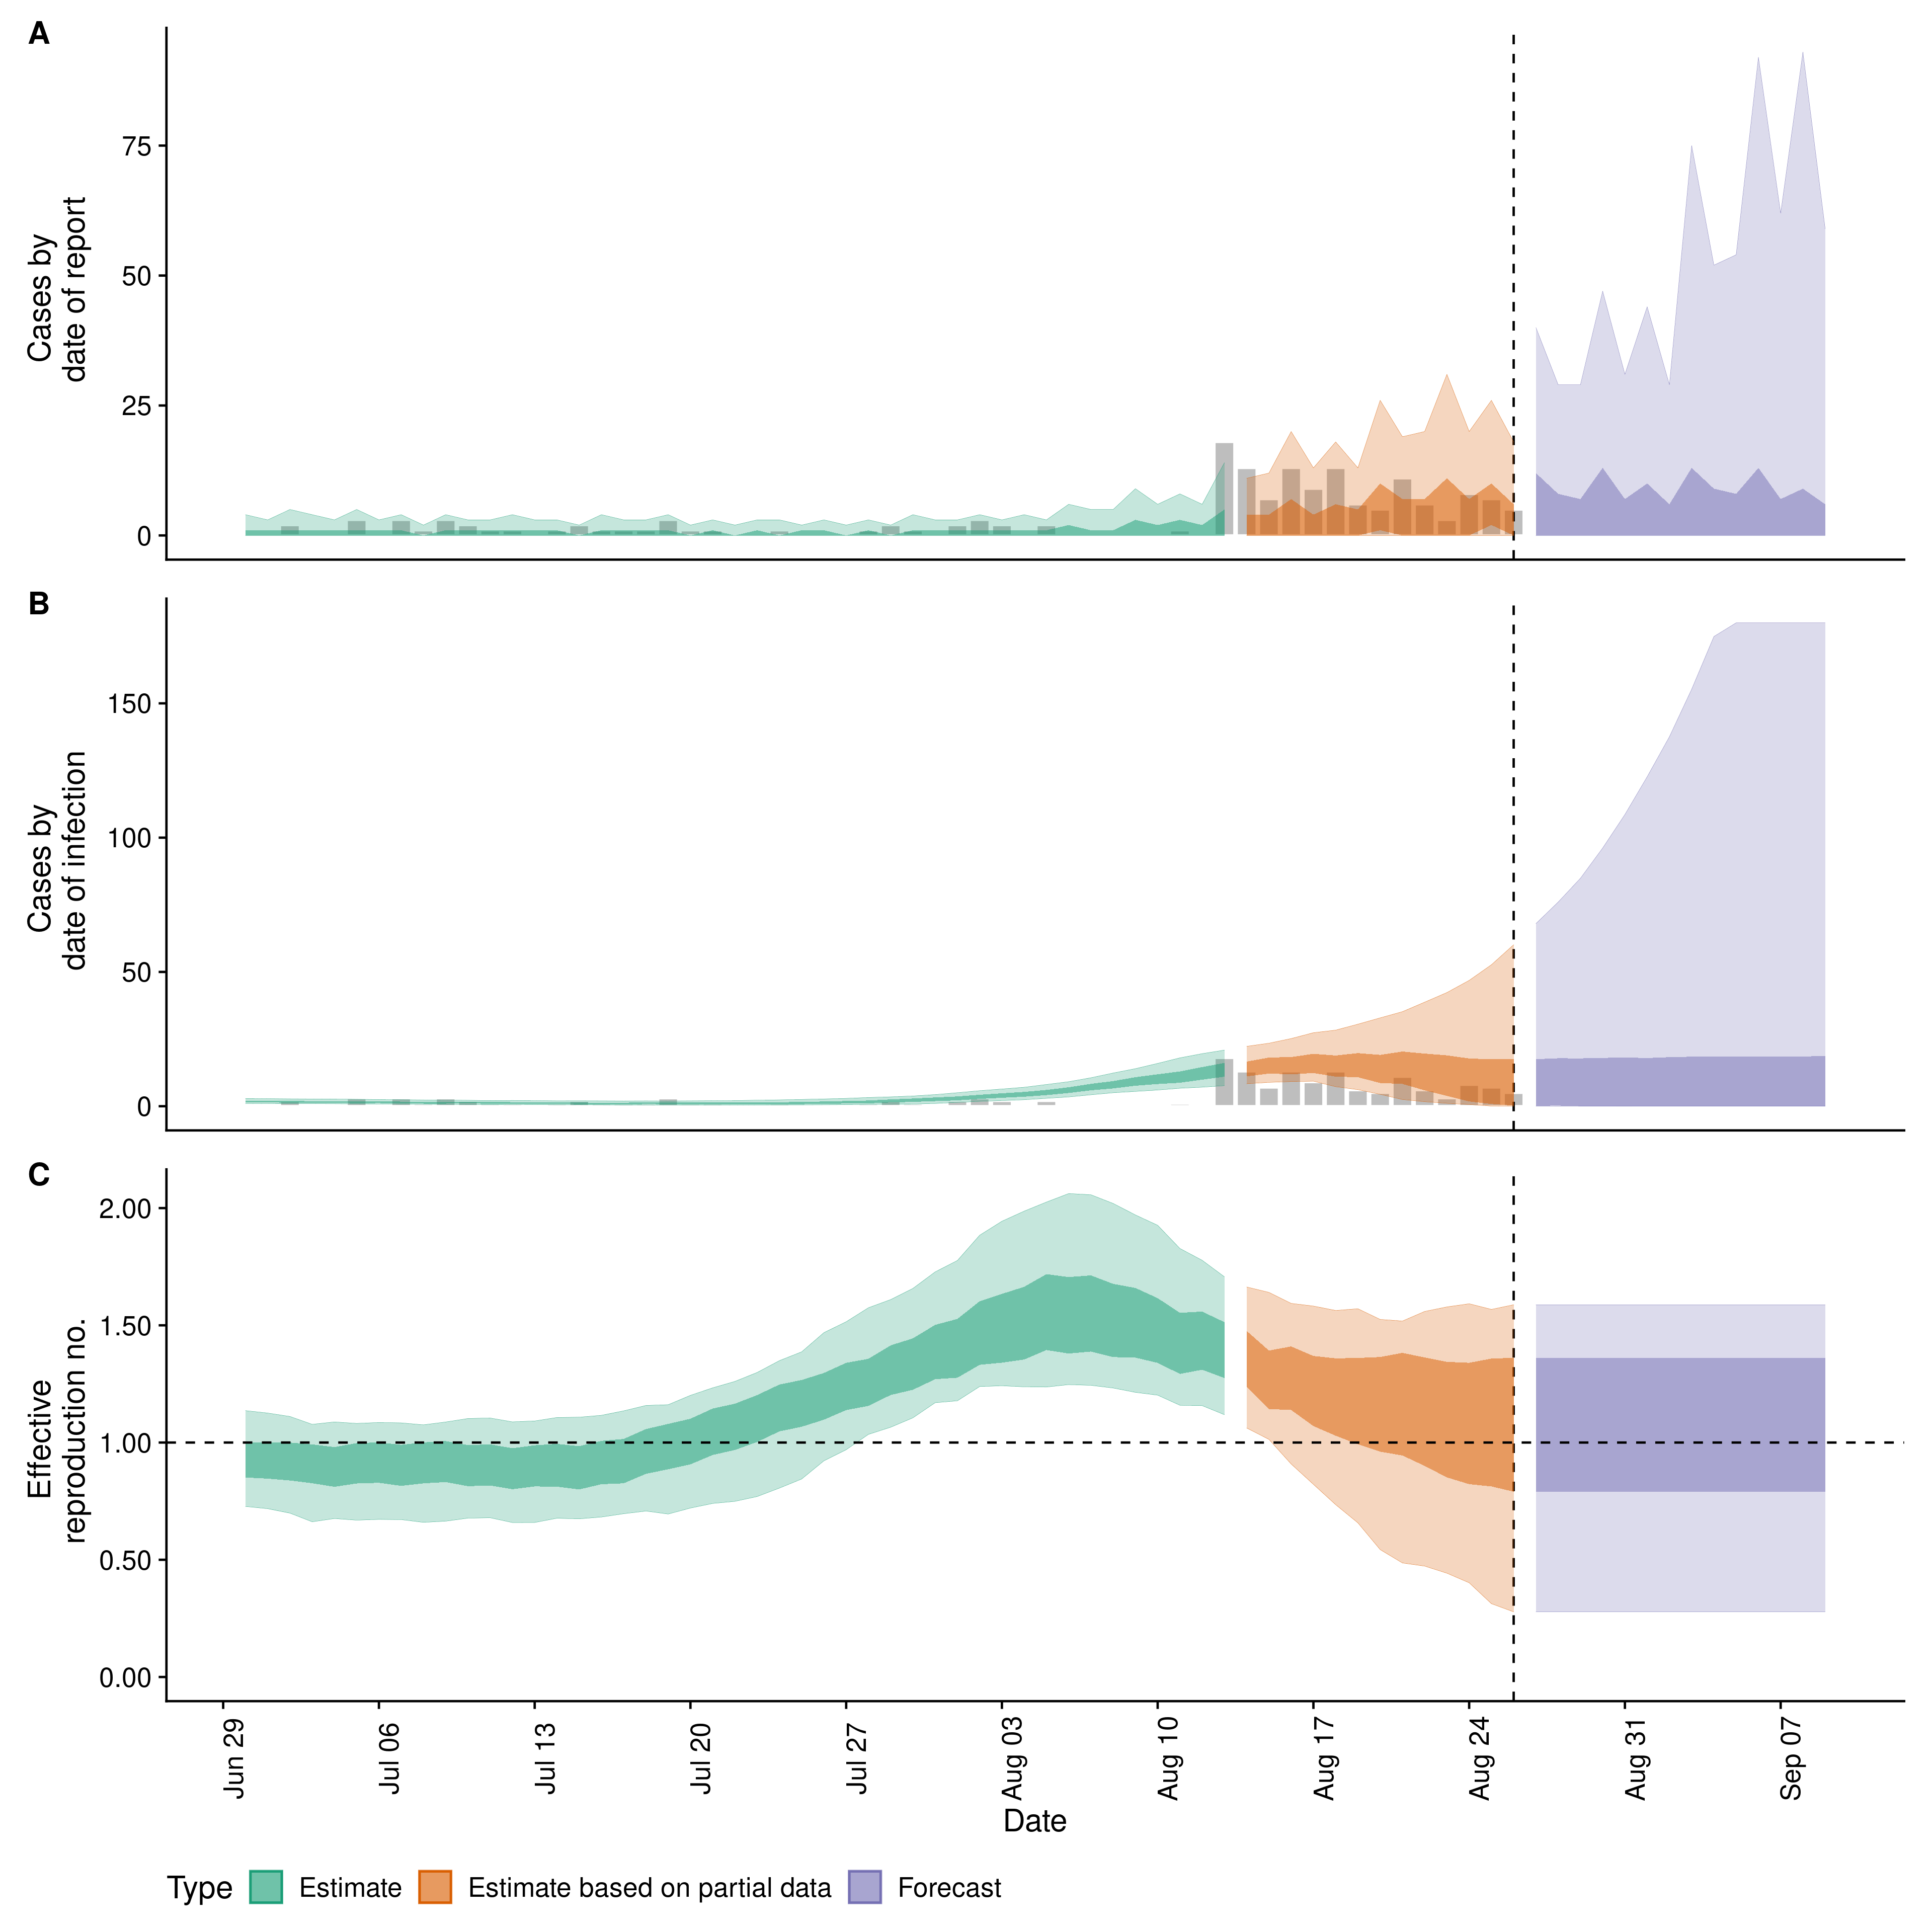 A
Cases by
date of report
75
50
25
0
B
Cases by
date of infection
150
100
50
0
C
Effective
reproduction no.
2.00
1.50
1.00
0.50
0.00
Jun 29
Jul 06
Jul 13
Jul 20
Jul 27
Aug 03
Aug 10
Aug 17
Aug 24
Aug 31
Sep 07
Date
Type Estimate Estimate based on partial data Forecast